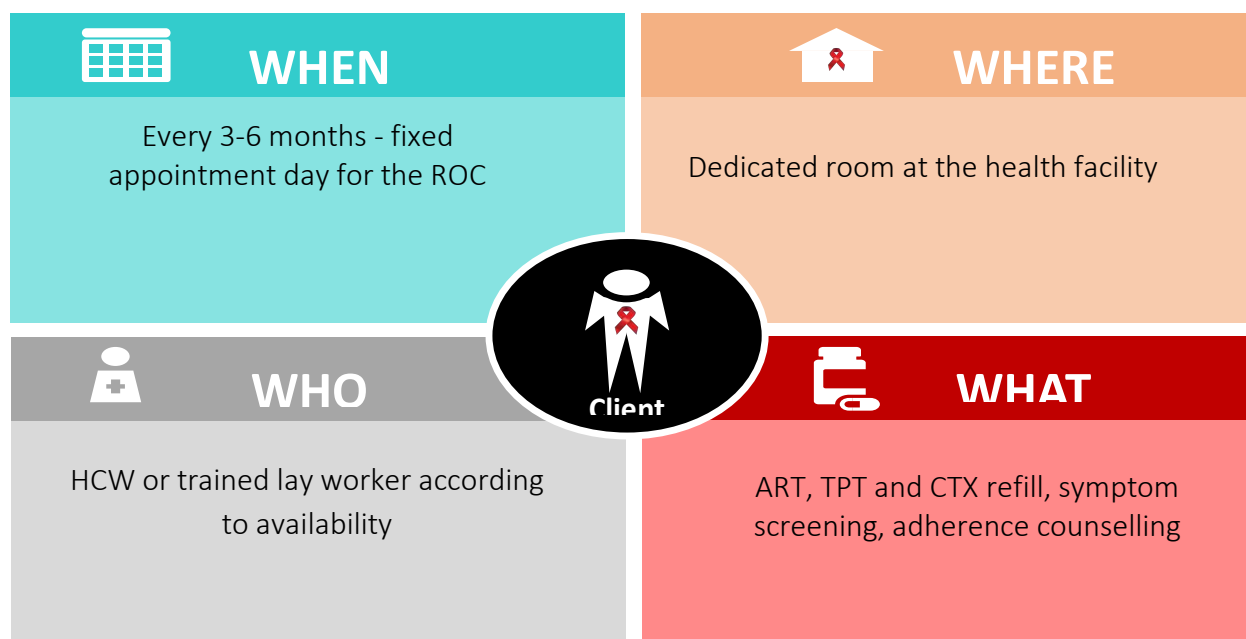 WHEN
Every 3-6 months - fixed
appointment day for the ROC
WHERE
Dedicated room at the health facility
Client
WHO
HCW or trained lay worker according
to availability
WHAT
ART, TPT and CTX refill, symptom
screening, adherence counselling